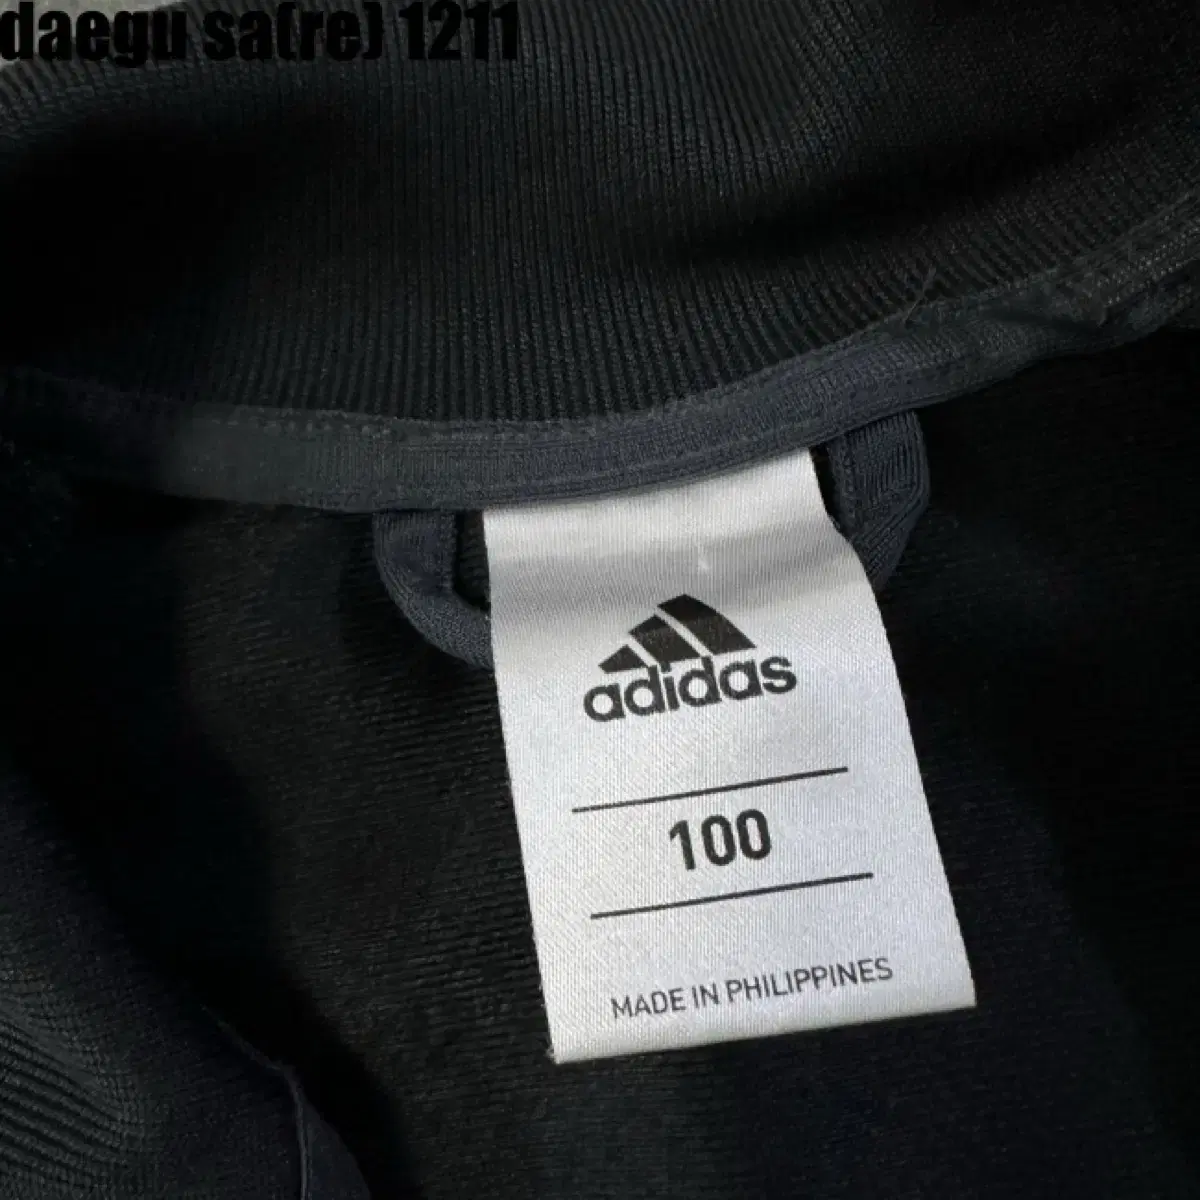 daegu sa(re) 1211
adidas
100
MADE IN PHILIPPINES